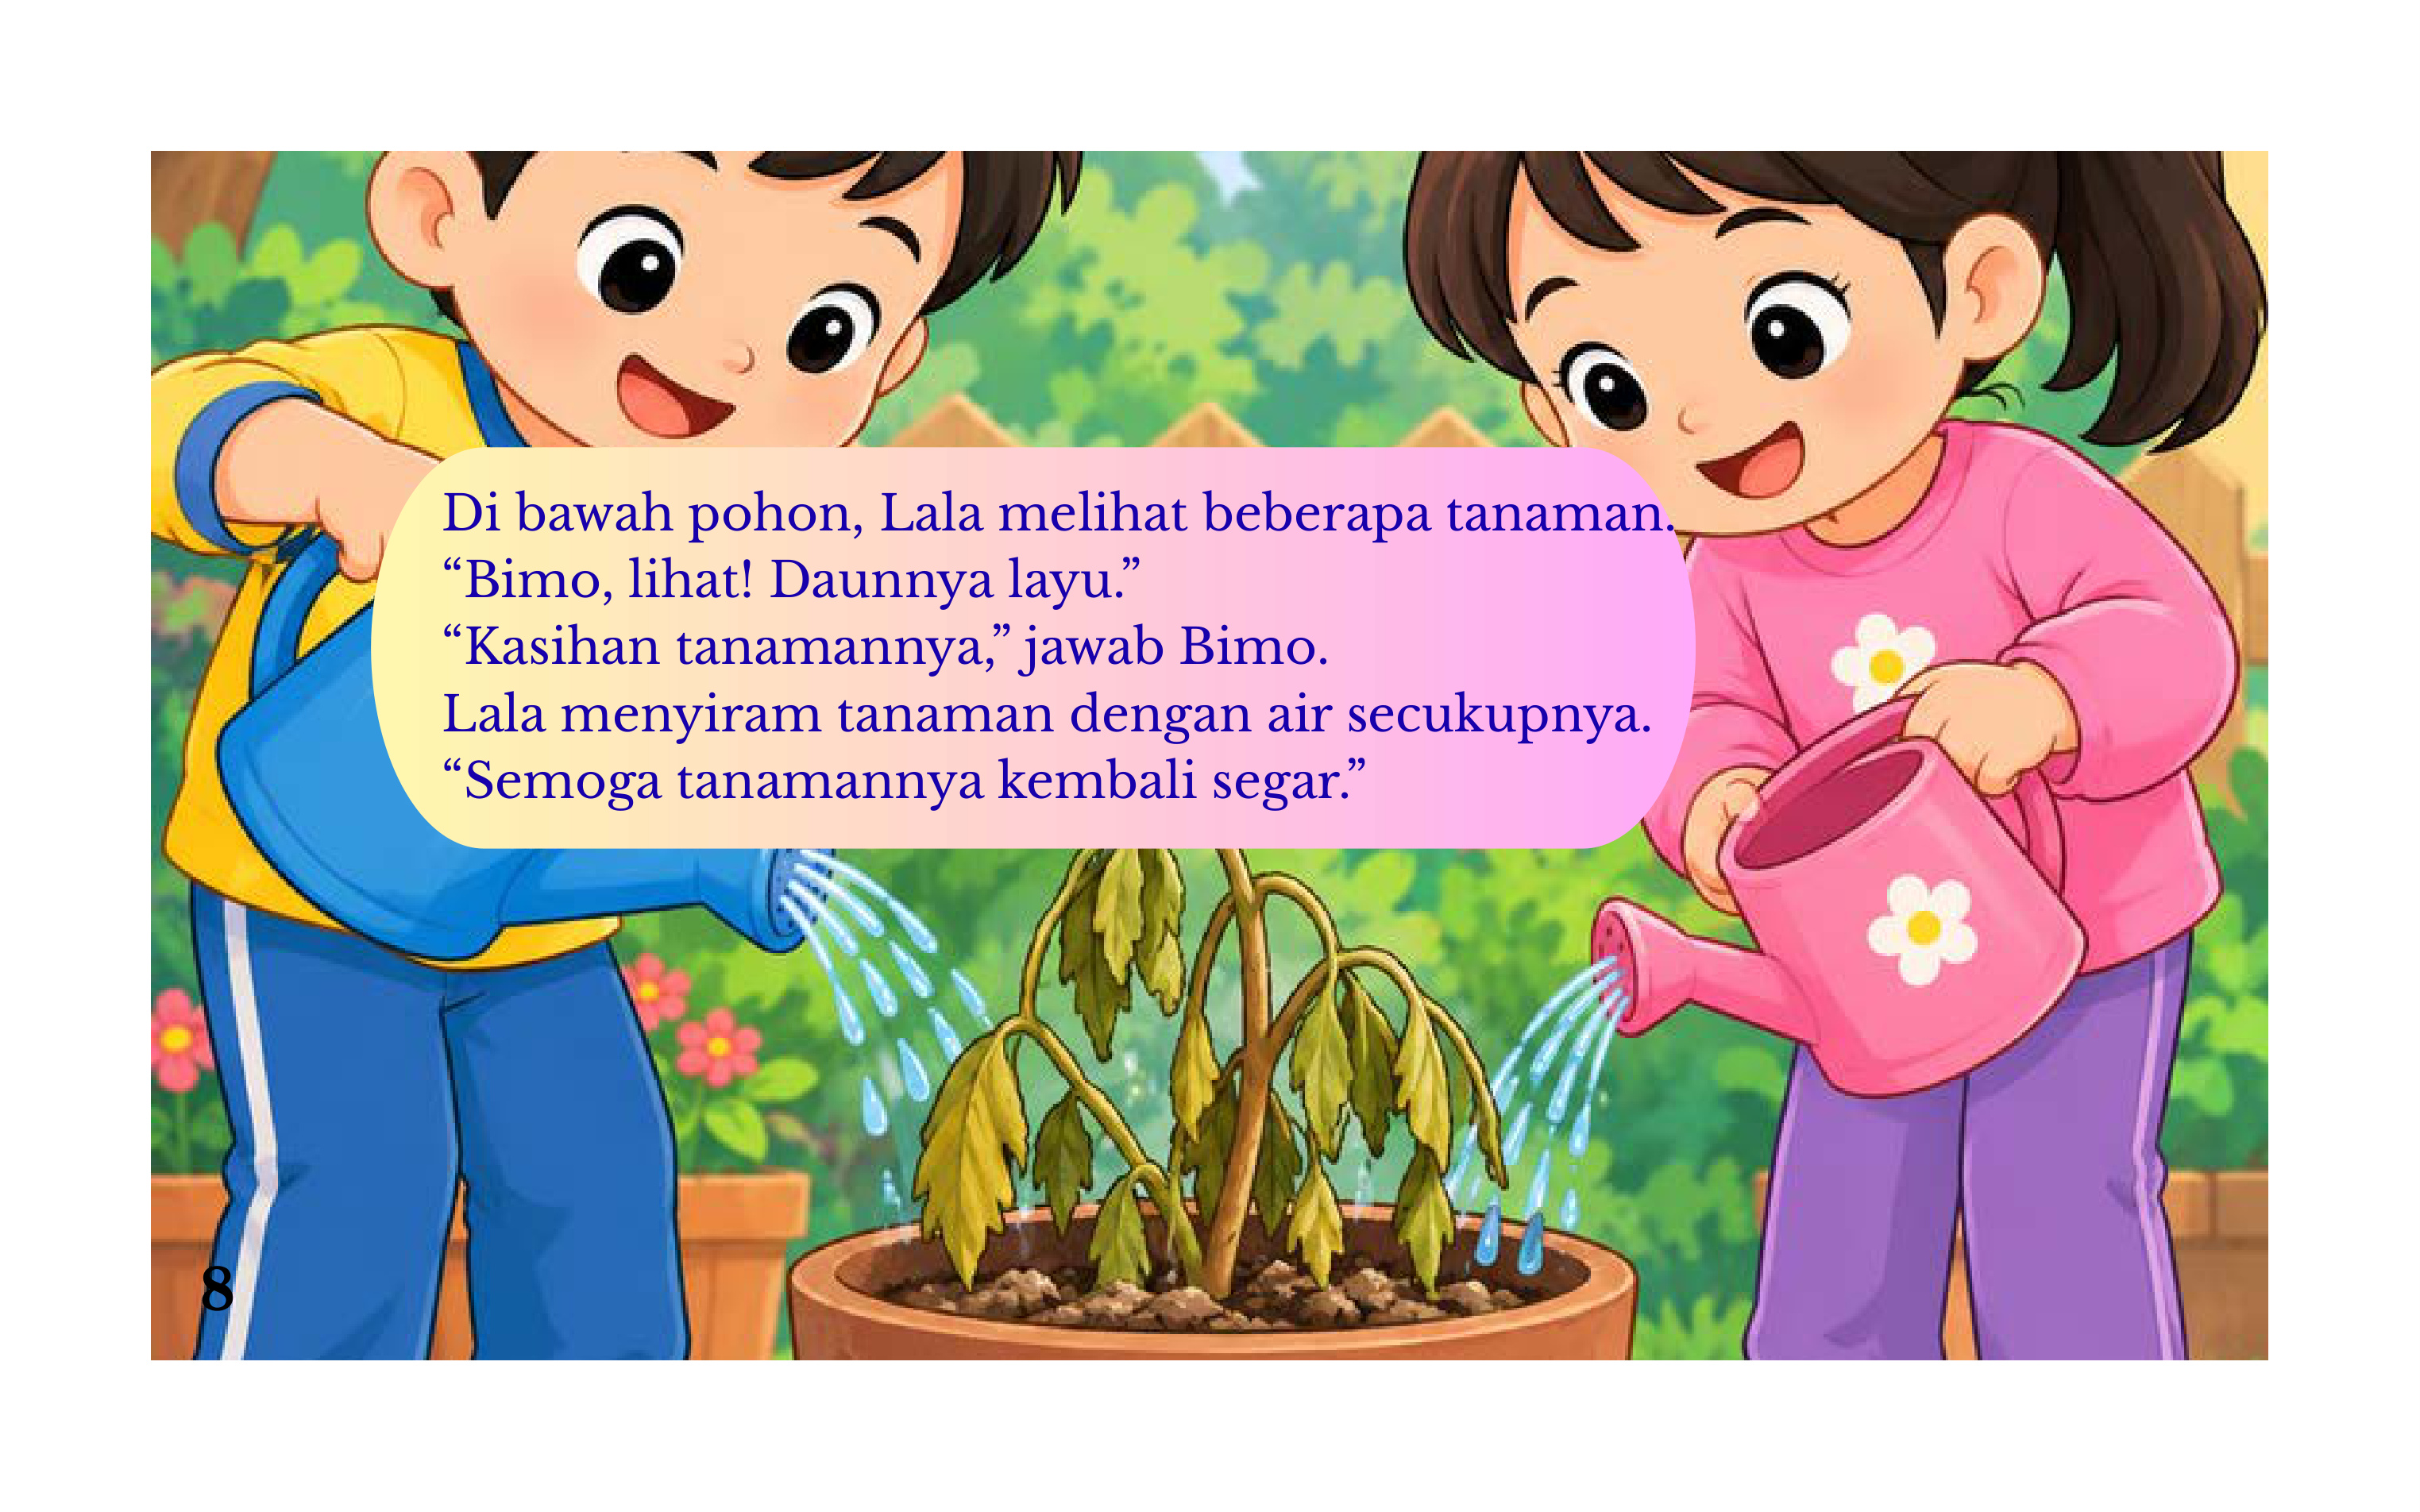 Di bawah pohon, Lala melihat beberapa tanaman.
“Bimo, lihat! Daunnya layu.”
“Kasihan tanamannya,” jawab Bimo.
Lala menyiram tanaman dengan air secukupnya.
“Semoga tanamannya kembali segar.”
8